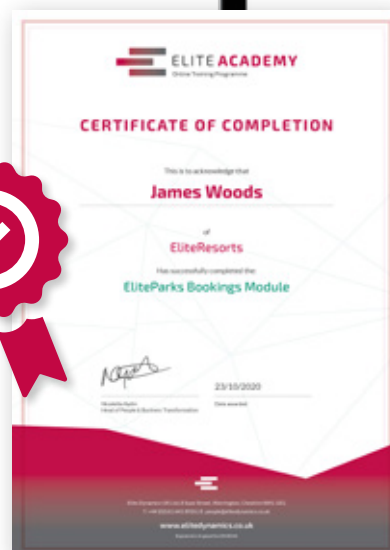 ELITE ACADEMY
Online Training Programme
CERTIFICATE OF COMPLETION
This is to acknowledge that
James Woods
of
EliteResorts
Has successfully completed the:
EliteParks Bookings Module
23/10/2020
Date awarded
Head of People & Business Transformation
www.elitedynamics.co.uk